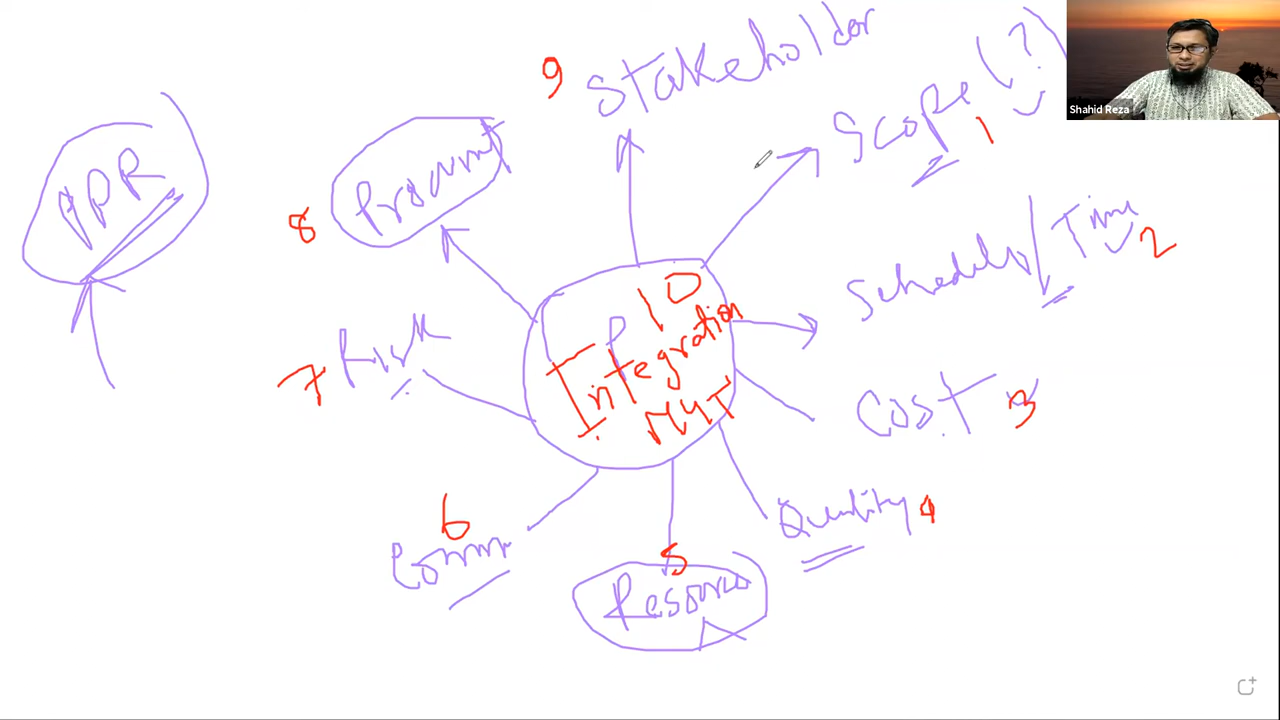 9 Stakeholder
Scope (?)
1
Shahid Reza
PPR
8 Procurmt
Schedule/Time 2
10
P
Integration
MgT
7 Risk
Cost 3
6
Comm
Quality 4
5
Resource